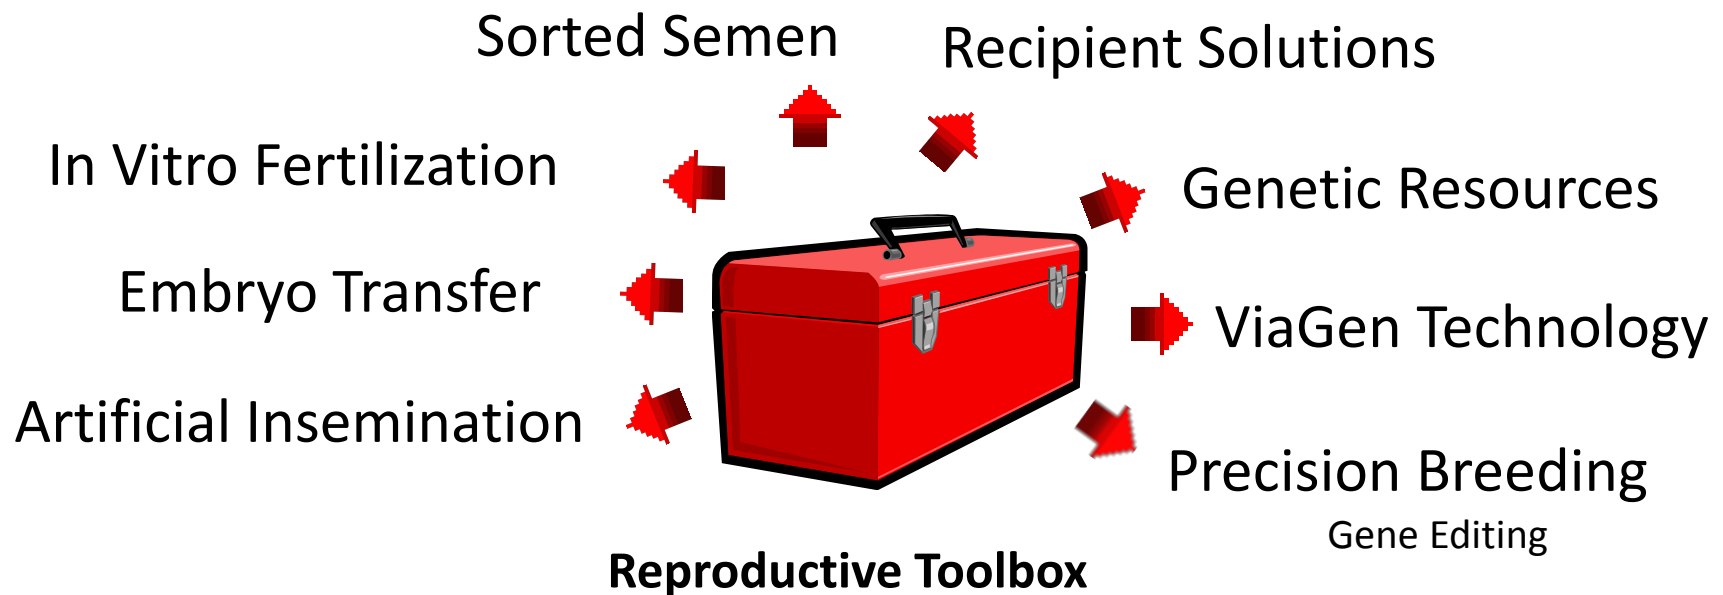 Sorted Semen
Recipient Solutions
In Vitro Fertilization
Genetic Resources
Embryo Transfer
ViaGen Technology
Artificial Insemination
Precision Breeding
Gene Editing
Reproductive Toolbox